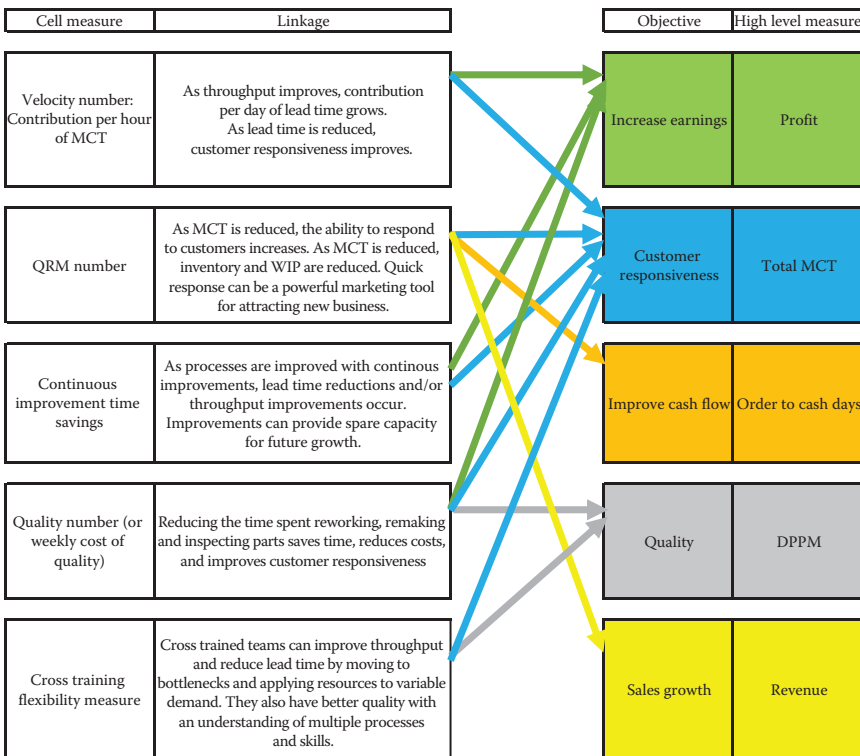 Cell measure
Linkage
Objective
High level measure
Velocity number:
Contribution per hour
of MCT
As throughput improves, contribution
per day of lead time grows.
As lead time is reduced,
customer responsiveness improves.
Increase earnings
Profit
QRM number
As MCT is reduced, the ability to respond
to customers increases. As MCT is reduced,
inventory and WIP are reduced. Quick
response can be a powerful marketing tool
for attracting new business.
Customer
responsiveness
Total MCT
Continuous
improvement time
savings
As processes are improved with continous
improvements, lead time reductions and/or
throughput improvements occur.
Improvements can provide spare capacity
for future growth.
Improve cash flow
Order to cash days
Quality number (or
weekly cost of
quality)
Reducing the time spent reworking, remaking
and inspecting parts saves time, reduces costs,
and improves customer responsiveness
Quality
DPPM
Cross training
flexibility measure
Cross trained teams can improve throughput
and reduce lead time by moving to
bottlenecks and applying resources to variable
demand. They also have better quality with
an understanding of multiple processes
and skills.
Sales growth
Revenue